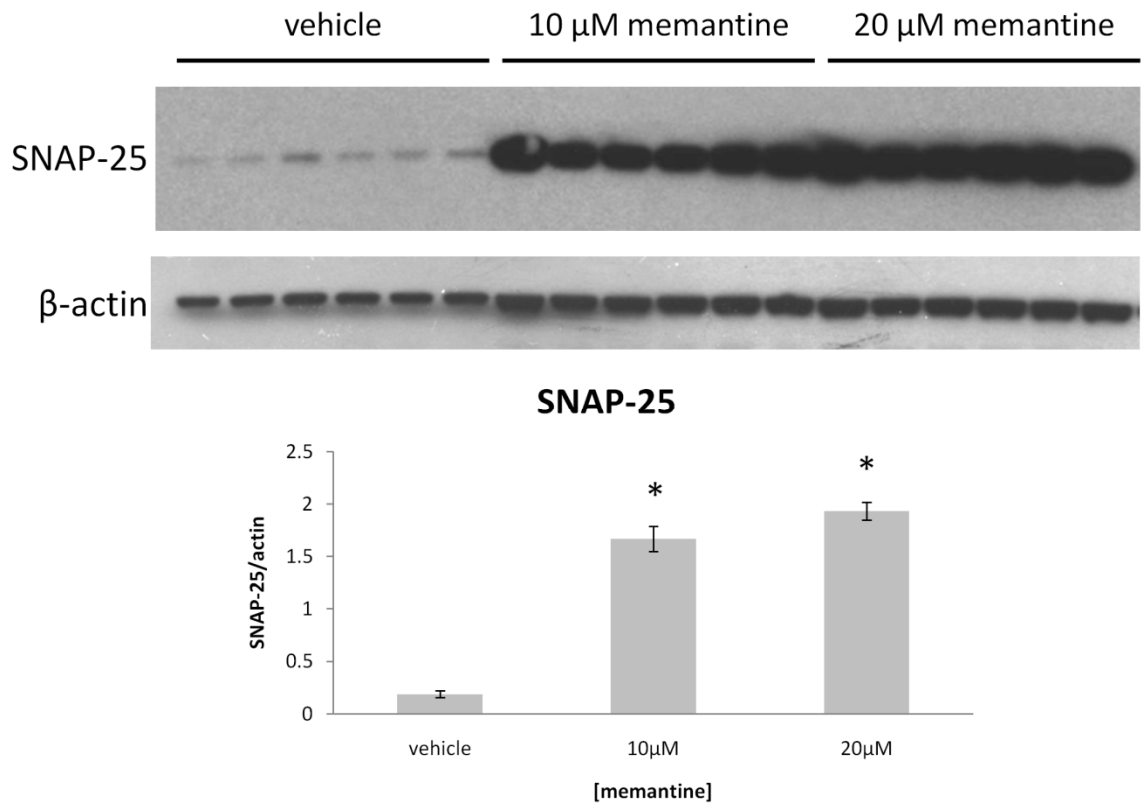 vehicle 10 µM memantine 20 µM memantine
SNAP-25
β-actin
SNAP-25
2.5
2
1.5
1
0.5
0
SNAP-25/actin
*
*
vehicle 10µM 20µM
[memantine]